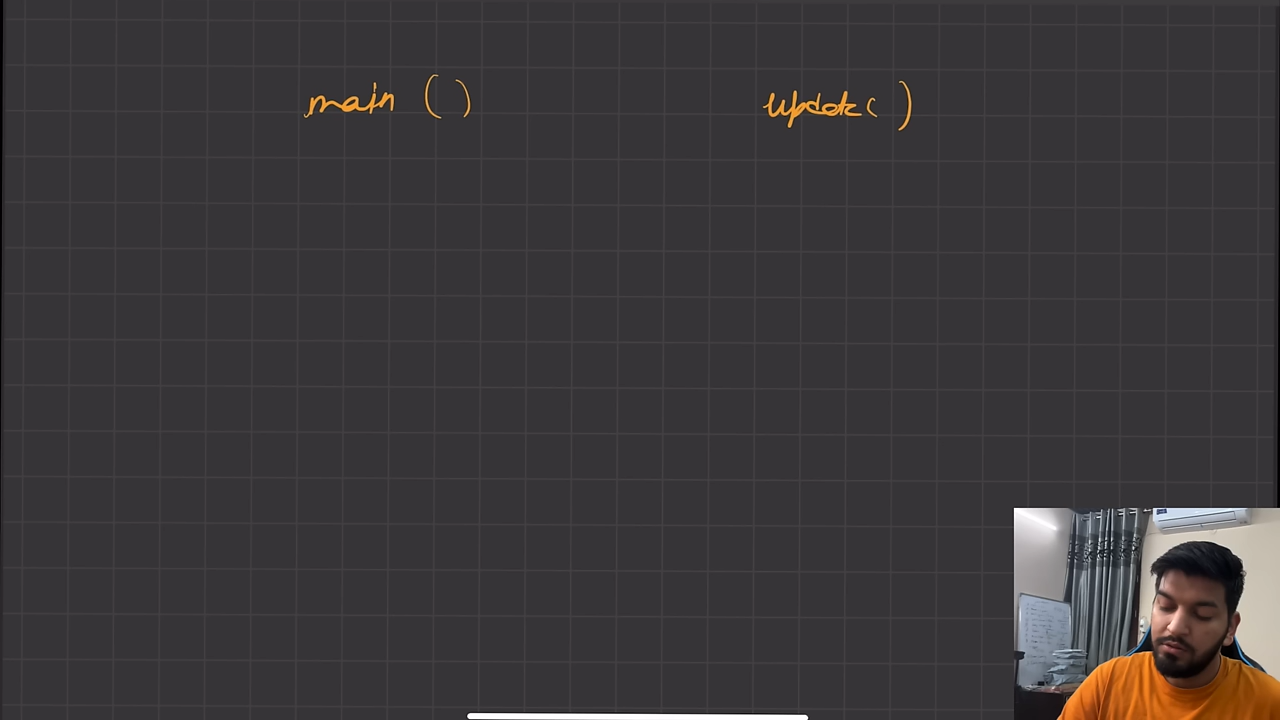 main ()
update()